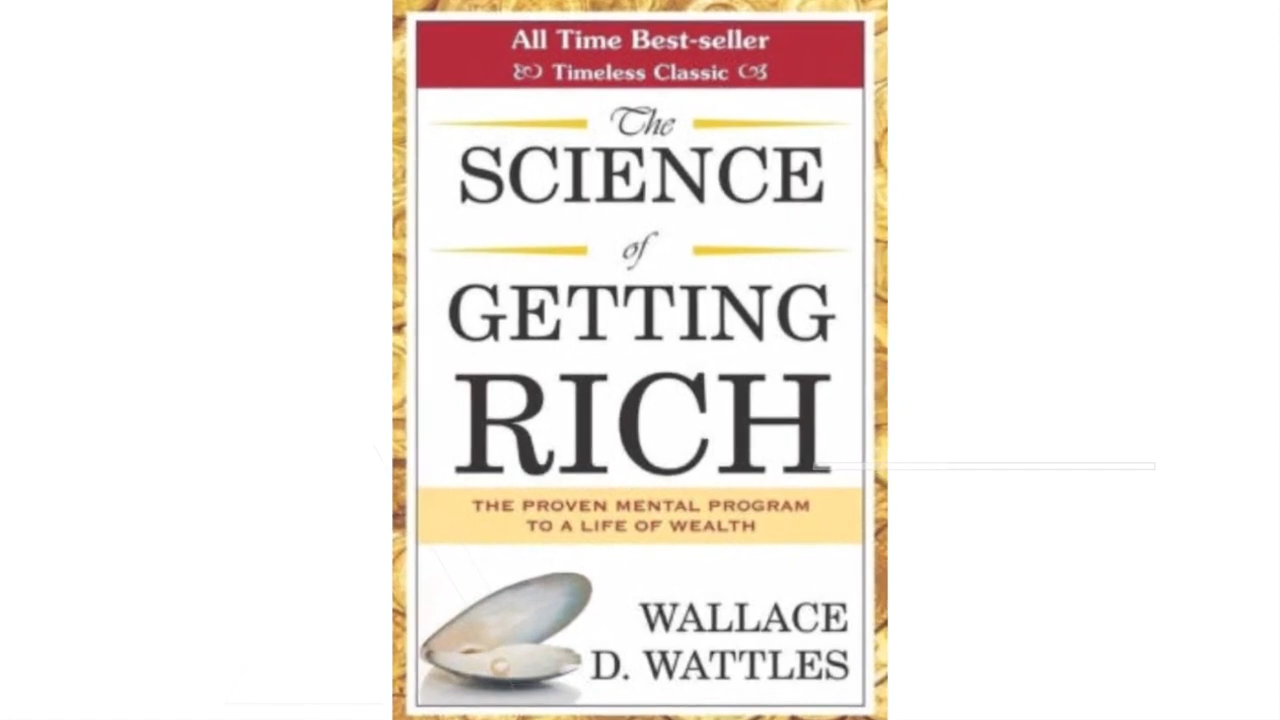 All Time Best-seller
Timeless Classic
The
SCIENCE
of
GETTING
RICH
THE PROVEN MENTAL PROGRAM
TO A LIFE OF WEALTH
WALLACE
D. WATTLES